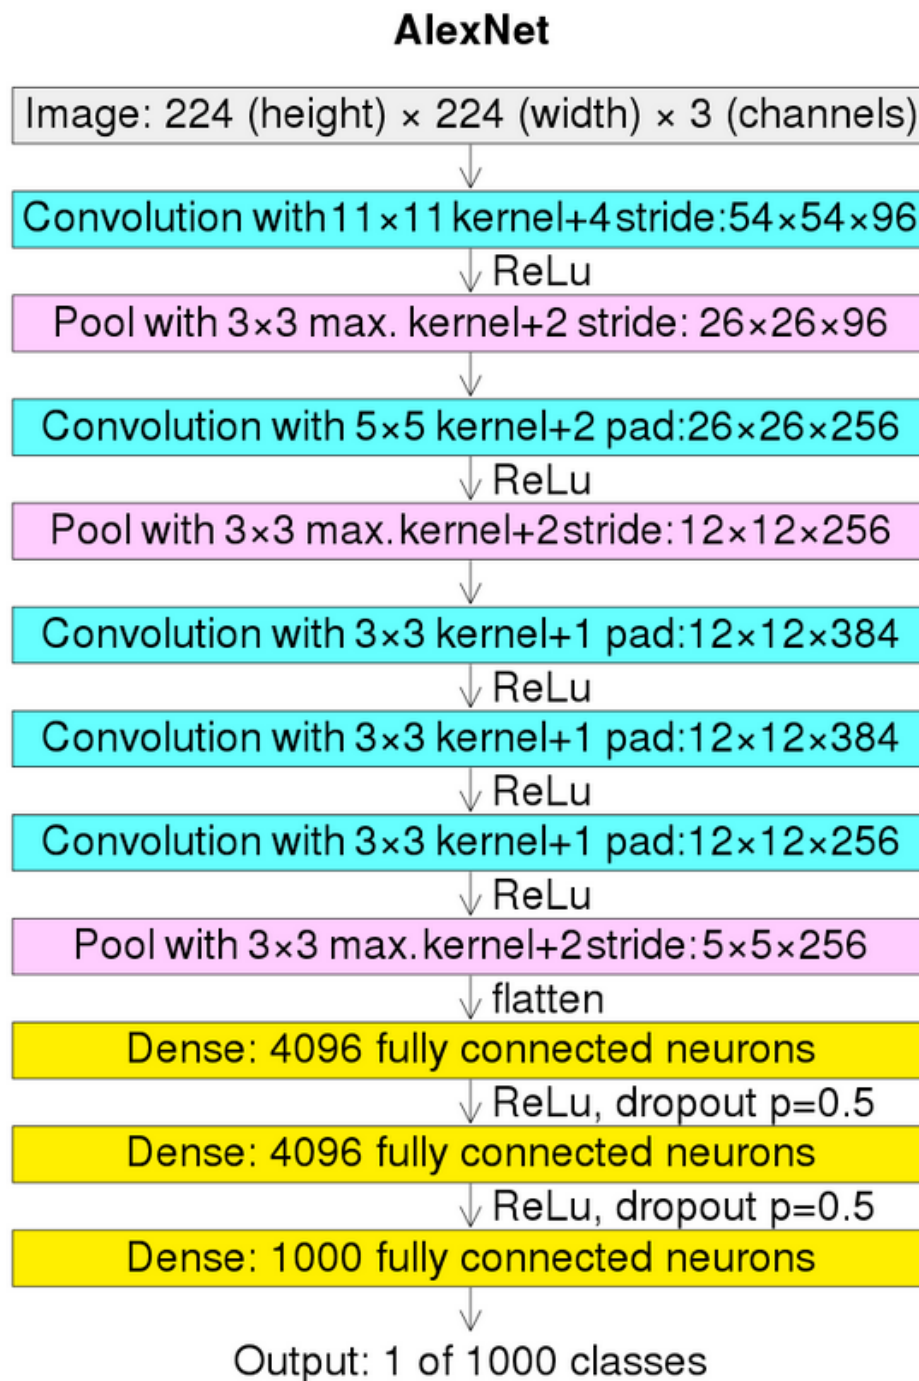 AlexNet
Image: 224 (height) × 224 (width) × 3 (channels)
Convolution with 11×11 kernel+4 stride:54×54×96
ReLu
Pool with 3×3 max. kernel+2 stride: 26×26×96
Convolution with 5×5 kernel+2 pad:26×26×256
ReLu
Pool with 3×3 max.kernel+2stride:12×12×256
Convolution with 3×3 kernel+1 pad:12×12×384
ReLu
Convolution with 3×3 kernel+1 pad:12×12×384
ReLu
Convolution with 3×3 kernel+1 pad:12×12×256
ReLu
Pool with 3×3 max.kernel+2stride:5×5×256
flatten
Dense: 4096 fully connected neurons
ReLu, dropout p=0.5
Dense: 4096 fully connected neurons
ReLu, dropout p=0.5
Dense: 1000 fully connected neurons
Output: 1 of 1000 classes